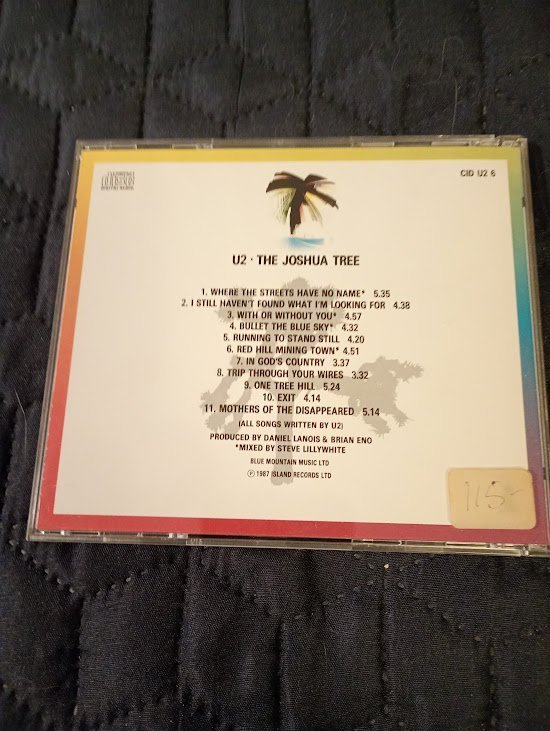 COMPACT
disc
DIGITAL AUDIO
CID U2 6
U2 · THE JOSHUA TREE
1. WHERE THE STREETS HAVE NO NAME* 5.35
2. I STILL HAVEN'T FOUND WHAT I'M LOOKING FOR 4.38
3. WITH OR WITHOUT YOU* 4.57
4. BULLET THE BLUE SKY* 4.32
5. RUNNING TO STAND STILL 4.20
6. RED HILL MINING TOWN* 4.51
7. IN GOD'S COUNTRY 3.37
8. TRIP THROUGH YOUR WIRES 3.32
9. ONE TREE HILL 5.24
10. EXIT 4.14
11. MOTHERS OF THE DISAPPEARED 5.14
(ALL SONGS WRITTEN BY U2)
PRODUCED BY DANIEL LANOIS & BRIAN ENO
*MIXED BY STEVE LILLYWHITE
BLUE MOUNTAIN MUSIC LTD
℗ 1987 ISLAND RECORDS LTD
115-